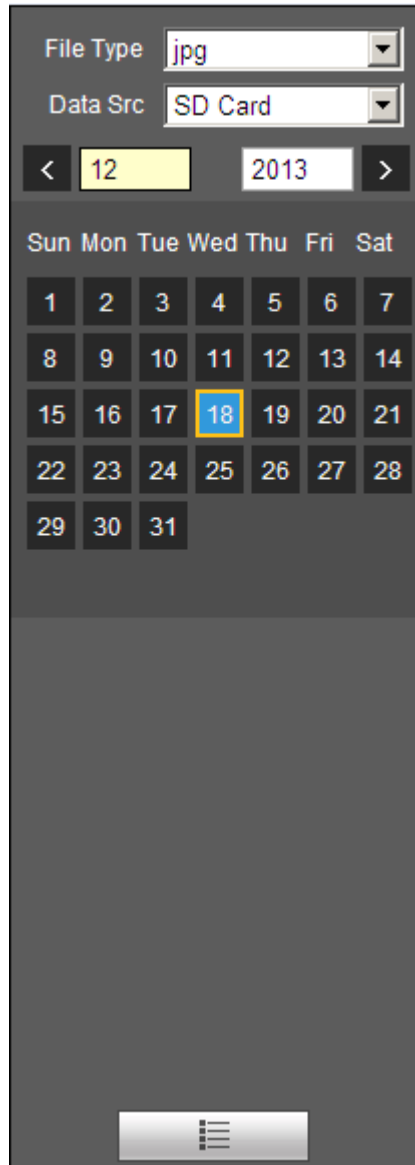 File Type jpg
Data Src SD Card
< 12 2013 >
Sun Mon Tue Wed Thu Fri Sat
1 2 3 4 5 6 7
8 9 10 11 12 13 14
15 16 17 18 19 20 21
22 23 24 25 26 27 28
29 30 31